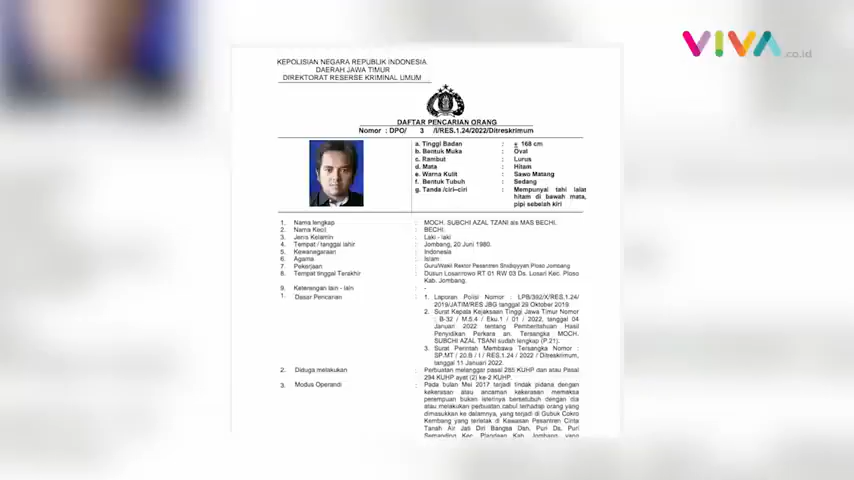 VIVA.co.id
KEPOLISIAN NEGARA REPUBLIK INDONESIA
DAERAH JAWA TIMUR
DIREKTORAT RESERSE KRIMINAL UMUM
DAFTAR PENCARIAN ORANG
Nomor : DPO/ 3 /I/RES.1.24/2022/Ditreskrimum
a. Tinggi Badan : ± 168 cm
b. Bentuk Muka : Oval
c. Rambut : Lurus
d. Mata : Hitam
e. Warna Kulit : Sawo Matang
f. Bentuk Tubuh : Sedang
g. Tanda /ciri-ciri : Mempunyai tahi lalat
hitam di bawah mata,
pipi sebelah kiri
1. Nama lengkap : MOCH. SUBCHI AZAL TZANI als MAS BECHI.
2. Nama Kecil : BECHI.
3. Jenis Kelamin : Laki - laki
4. Tempat / tanggal lahir : Jombang, 20 Juni 1980.
5. Kewarganegaraan : Indonesia
6. Agama : Islam
7. Pekerjaan : Guru/Wakil Rektor Pesantren Shidiqiyyah Ploso Jombang
8. Tempat tinggal Terakhir : Dusun Losarirowo RT 01 RW 03 Ds. Losari Kec. Ploso
Kab. Jombang.
9. Keterangan lain - lain : -
1. Dasar Pencarian : 1. Laporan Polisi Nomor : LPB/392/X/RES.1.24/
2019/JATIM/RES JBG tanggal 29 Oktober 2019
2. Surat Kepala Kejaksaan Tinggi Jawa Timur Nomor
: B-32 / M.5.4 / Eku.1 / 01 / 2022, tanggal 04
Januari 2022 tentang Pemberitahuan Hasil
Penyidikan Perkara an. Tersangka MOCH.
SUBCHI AZAL TSANI sudah lengkap (P.21).
3. Surat Perintah Membawa Tersangka Nomor :
SP.MT / 20.B / I / RES.1.24 / 2022 / Ditreskrimum,
tanggal 11 Januari 2022.
2. Diduga melakukan : Perbuatan melanggar pasal 285 KUHP dan atau Pasal
294 KUHP ayat (2) ke-2 KUHP.
3. Modus Operandi : Pada bulan Mei 2017 terjadi tindak pidana dengan
kekerasan atau ancaman kekerasan memaksa
perempuan bukan isterinya bersetubuh dengan dia
atau melakukan perbuatan cabul terhadap orang yang
dimasukan ke dalamnya, yang terjadi di Gubuk Cokro
Kembang yang terletak di Kawasan Pesantren Cinta
Tanah Air Jati Diri Bangsa Dsn. Puri Ds. Puri
Semanding Kec. Plandaan Kab. Jombang, yang